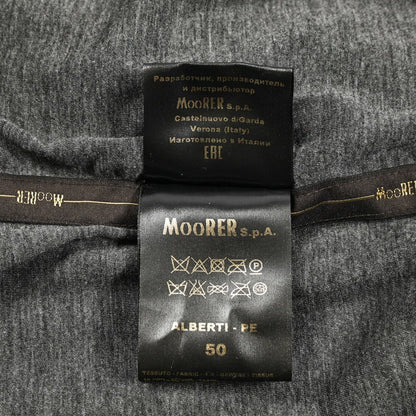 Разработчик, производитель
и дистрибьютор
MOORER S.p.A.
Castelnuovo d/Garda
Verona (Italy)
Изготовлено в Италии
EAC
MOORER
MOORER
MOORER S.p.A.
ALBERTI - PE
50